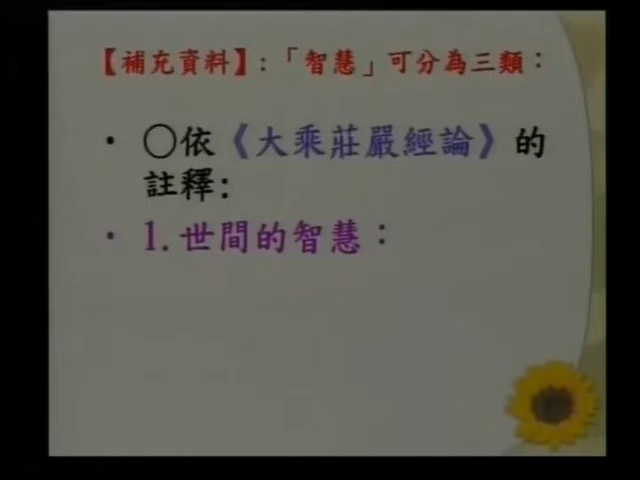 【補充資料】:「智慧」可分為三類：
• ○依《大乘莊嚴經論》的
註釋:
• 1.世間的智慧：